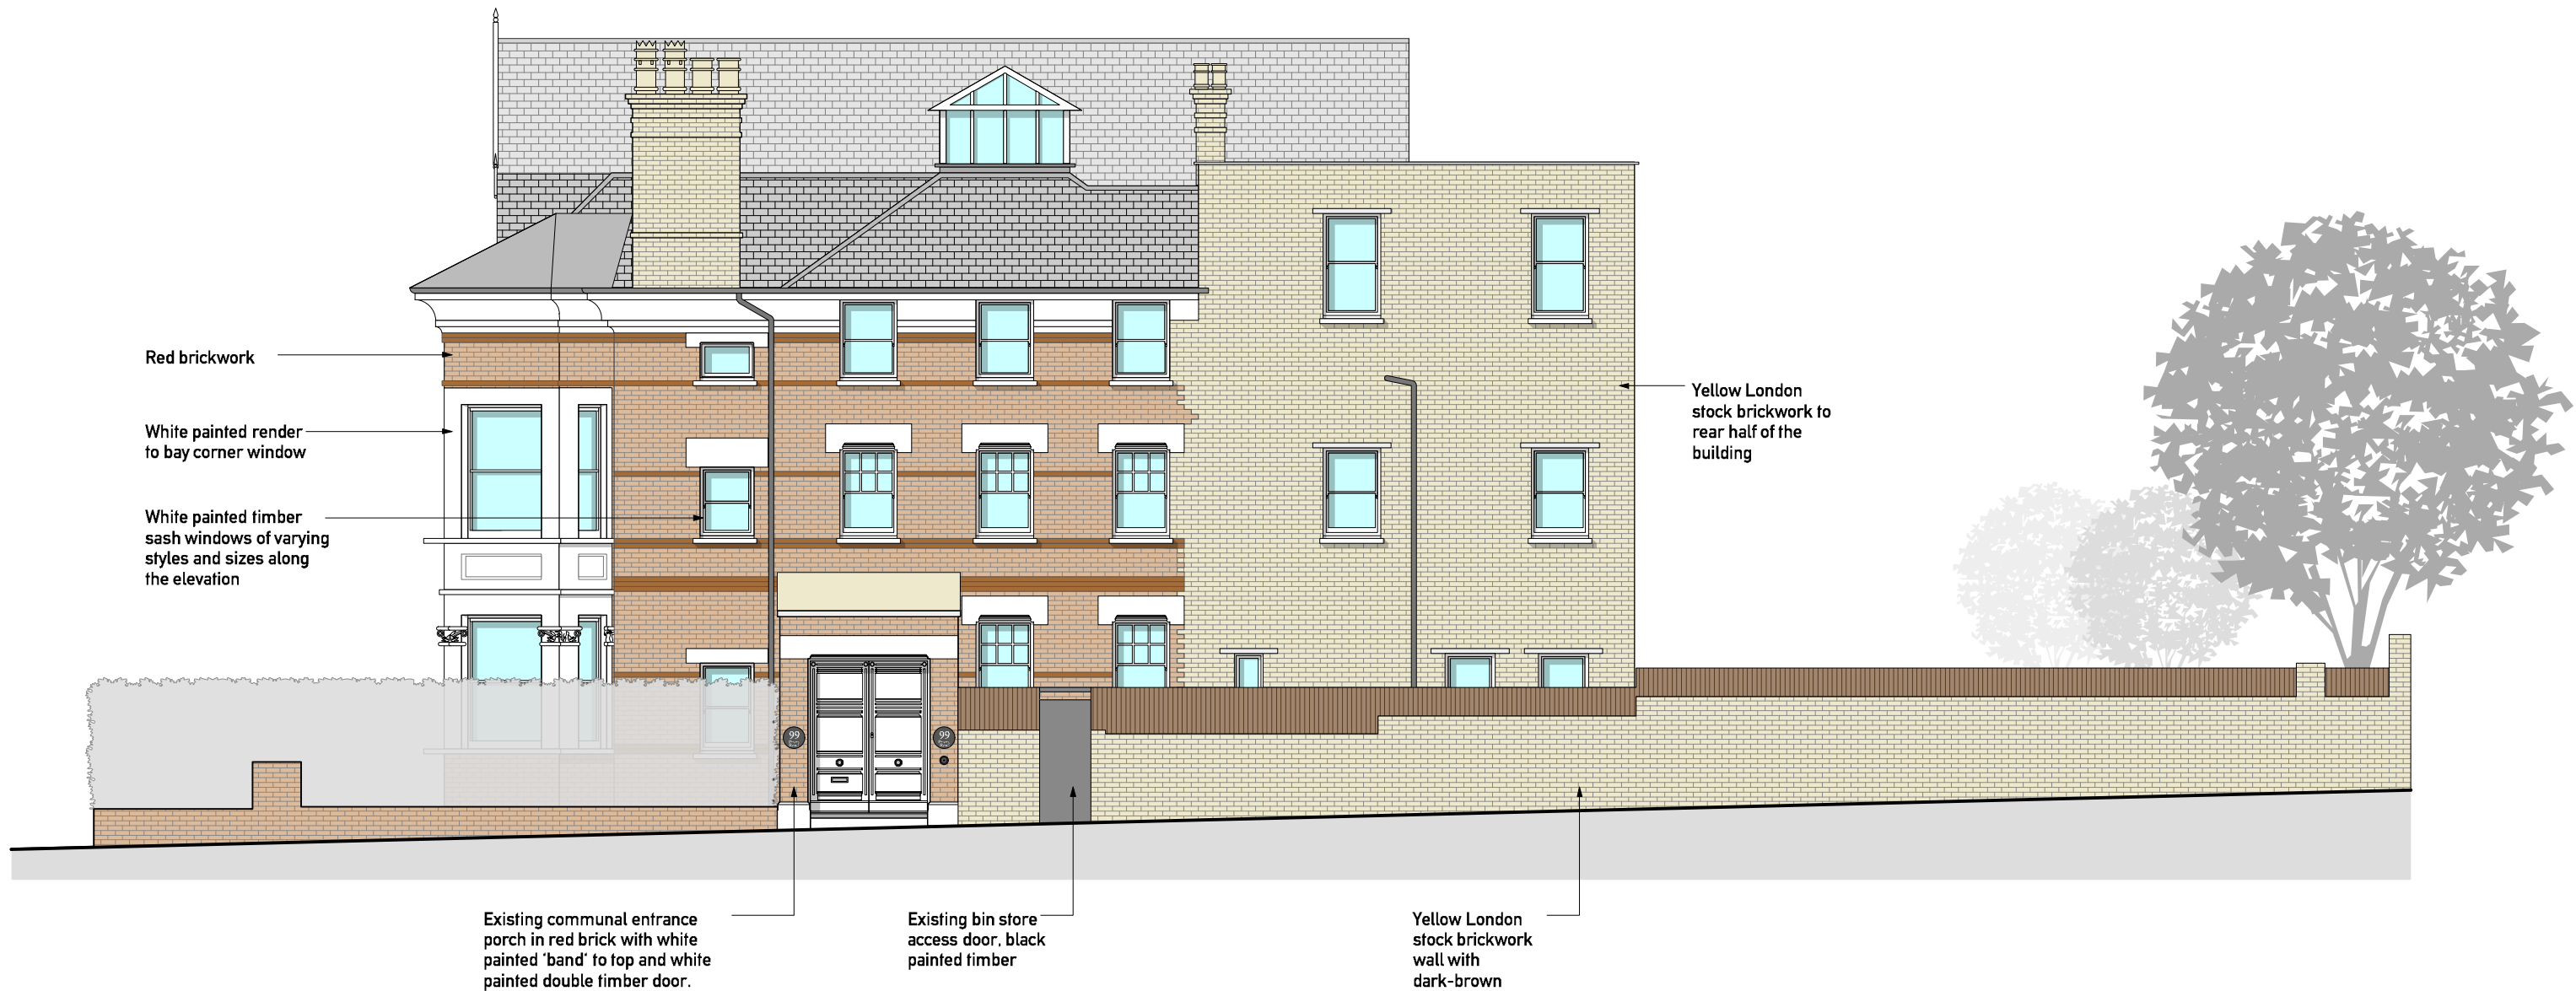 Red brickwork
White painted render
to bay corner window
White painted timber
sash windows of varying
styles and sizes along
the elevation
Yellow London
stock brickwork to
rear half of the
building
99
99
Existing communal entrance
porch in red brick with white
painted ‘band’ to top and white
painted double timber door.
Existing bin store
access door, black
painted timber
Yellow London
stock brickwork
wall with
dark-brown